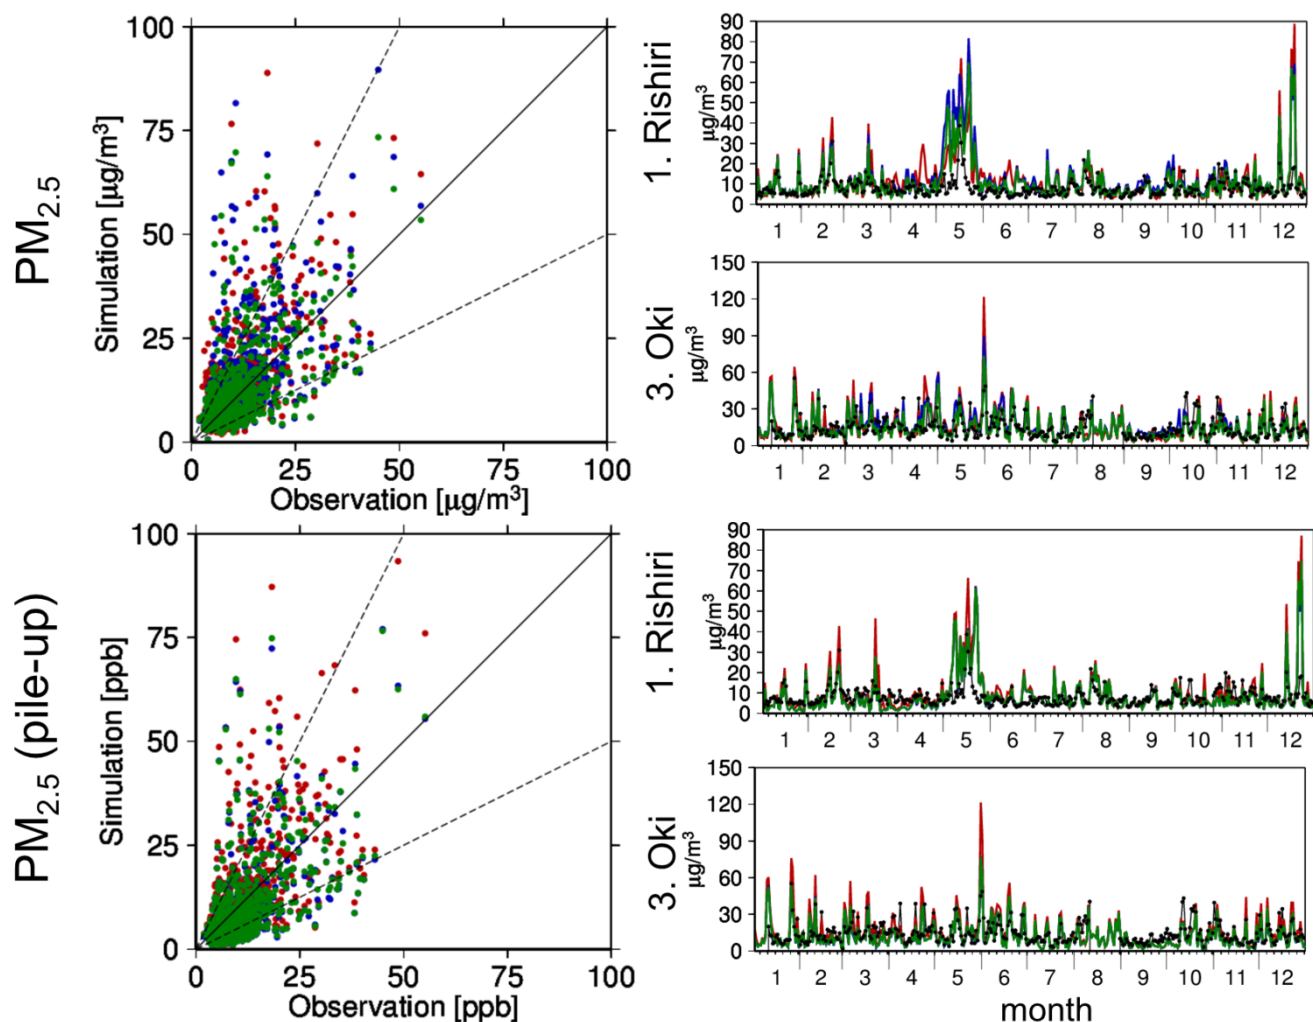 PM2.5
Simulation [μg/m3]
100
75
50
25
0
0 25 50 75 100
Observation [μg/m3]
1. Rishiri
μg/m3
90
80
70
60
50
40
30
20
10
0
1 2 3 4 5 6 7 8 9 10 11 12
3. Oki
μg/m3
150
120
90
60
30
0
1 2 3 4 5 6 7 8 9 10 11 12
PM2.5 (pile-up)
Simulation [ppb]
100
75
50
25
0
0 25 50 75 100
Observation [ppb]
1. Rishiri
μg/m3
90
80
70
60
50
40
30
20
10
0
1 2 3 4 5 6 7 8 9 10 11 12
3. Oki
μg/m3
150
120
90
60
30
0
1 2 3 4 5 6 7 8 9 10 11 12
month